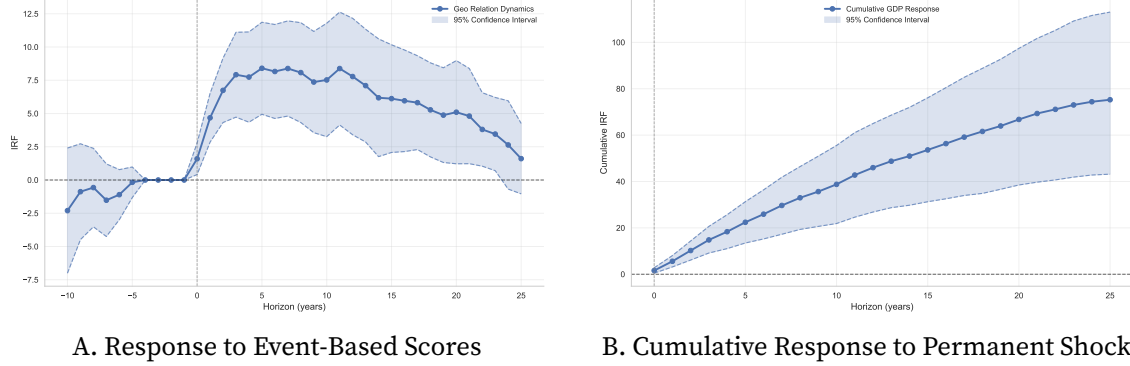 Geo Relation Dynamics
95% Confidence Interval
12.5
10.0
7.5
5.0
2.5
0.0
−2.5
−5.0
−7.5
IRF
−10
−5
0
5
10
15
20
25
Horizon (years)
A. Response to Event-Based Scores
Cumulative GDP Response
95% Confidence Interval
100
80
60
40
20
0
Cumulative IRF
0
5
10
15
20
25
Horizon (years)
B. Cumulative Response to Permanent Shock